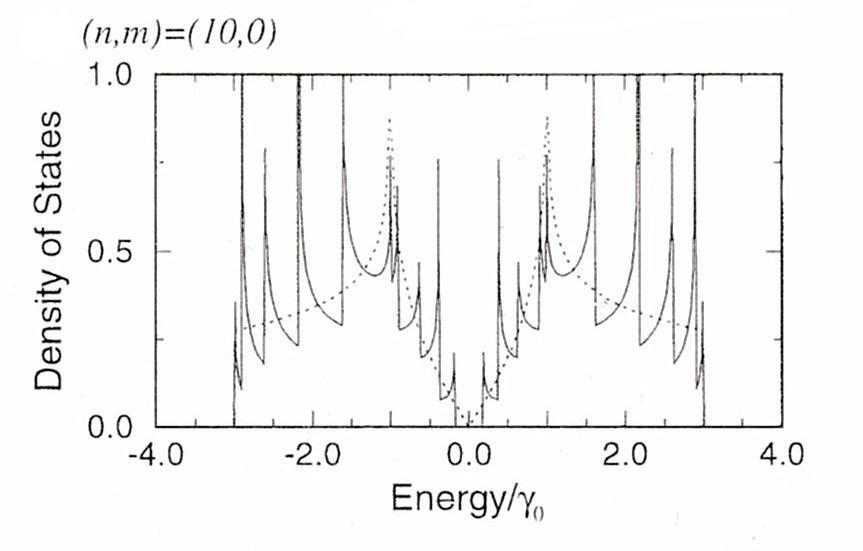 (n,m)=(10,0)
1.0
0.5
0.0
Density of States
-4.0 -2.0 0.0 2.0 4.0
Energy/γ₀